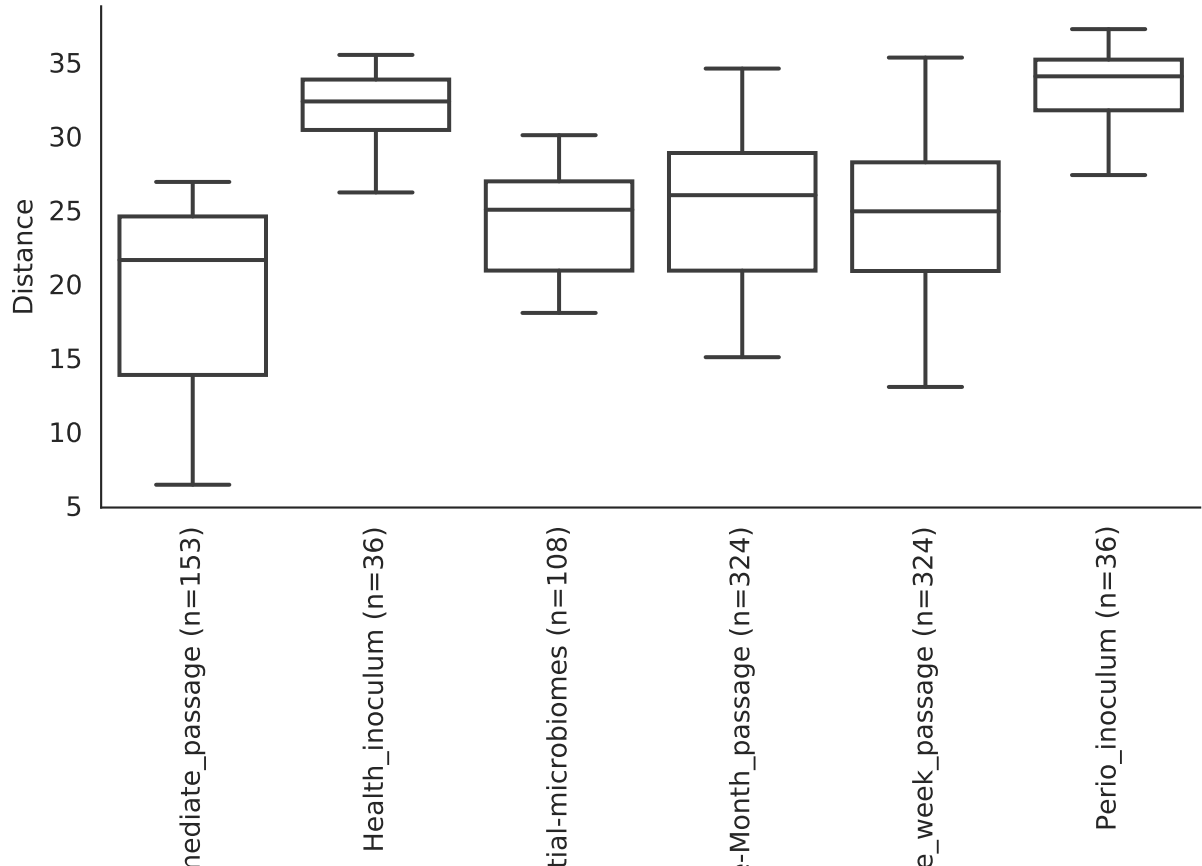 Distance
35
30
25
20
15
10
5
mediate_passage (n=153)
Health_inoculum (n=36)
tial-microbiomes (n=108)
-Month_passage (n=324)
e_week_passage (n=324)
Perio_inoculum (n=36)